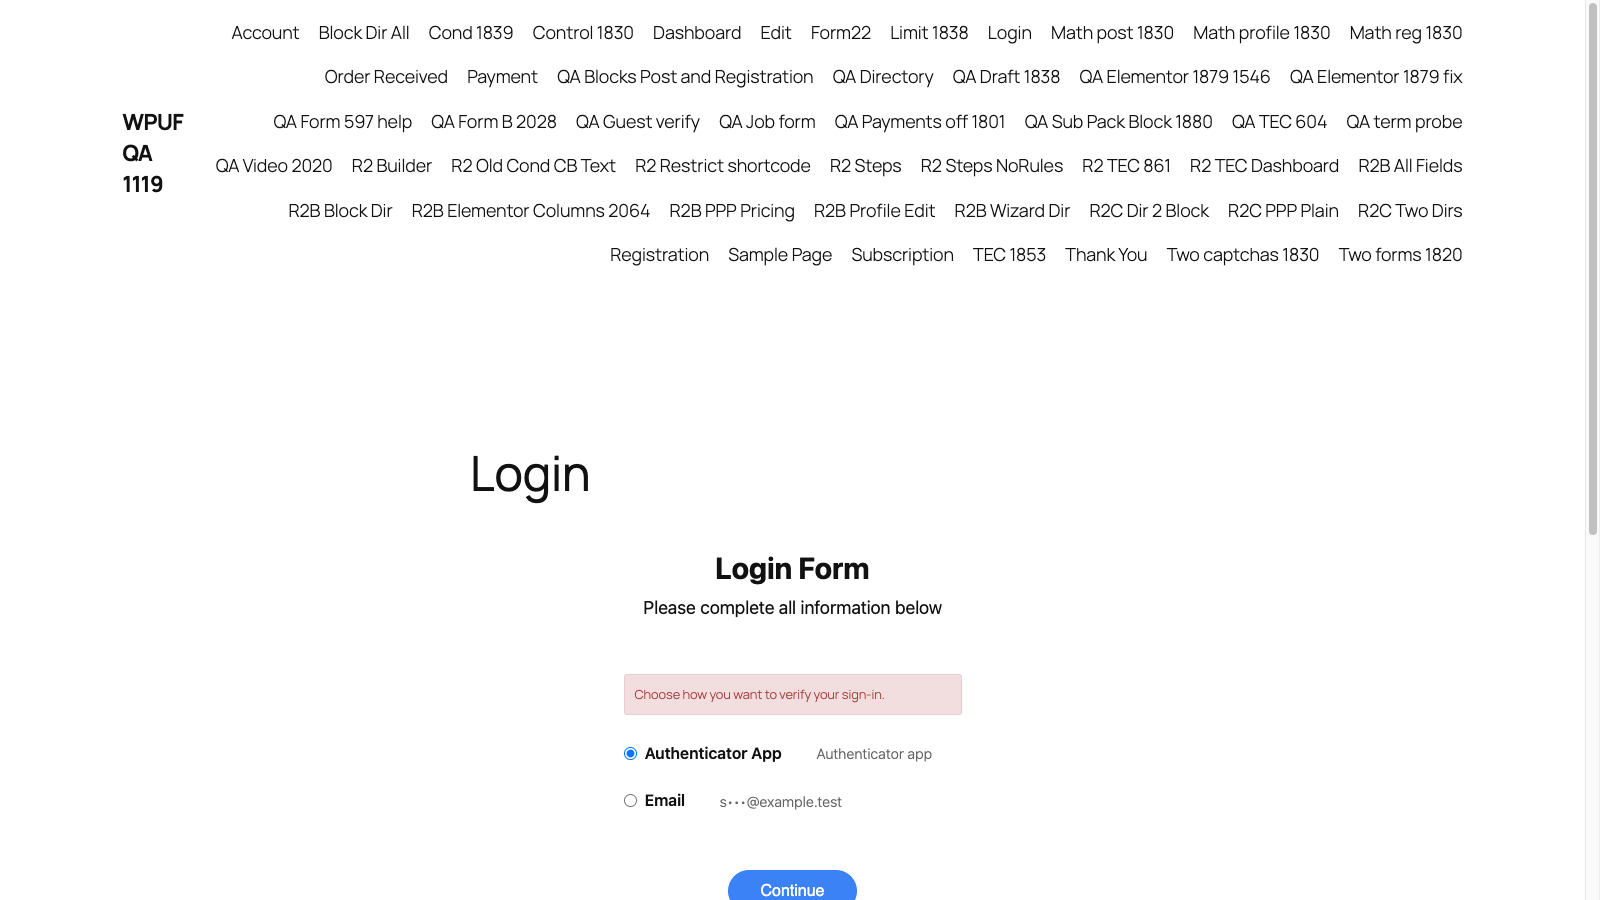 Account Block Dir All Cond 1839 Control 1830 Dashboard Edit Form22 Limit 1838 Login Math post 1830 Math profile 1830 Math reg 1830
Order Received Payment QA Blocks Post and Registration QA Directory QA Draft 1838 QA Elementor 1879 1546 QA Elementor 1879 fix
WPUF
QA
1119
QA Form 597 help QA Form B 2028 QA Guest verify QA Job form QA Payments off 1801 QA Sub Pack Block 1880 QA TEC 604 QA term probe
QA Video 2020 R2 Builder R2 Old Cond CB Text R2 Restrict shortcode R2 Steps R2 Steps NoRules R2 TEC 861 R2 TEC Dashboard R2B All Fields
R2B Block Dir R2B Elementor Columns 2064 R2B PPP Pricing R2B Profile Edit R2B Wizard Dir R2C Dir 2 Block R2C PPP Plain R2C Two Dirs
Registration Sample Page Subscription TEC 1853 Thank You Two captchas 1830 Two forms 1820
Login
Login Form
Please complete all information below
Choose how you want to verify your sign-in.
Authenticator App Authenticator app
Email s•••@example.test
Continue